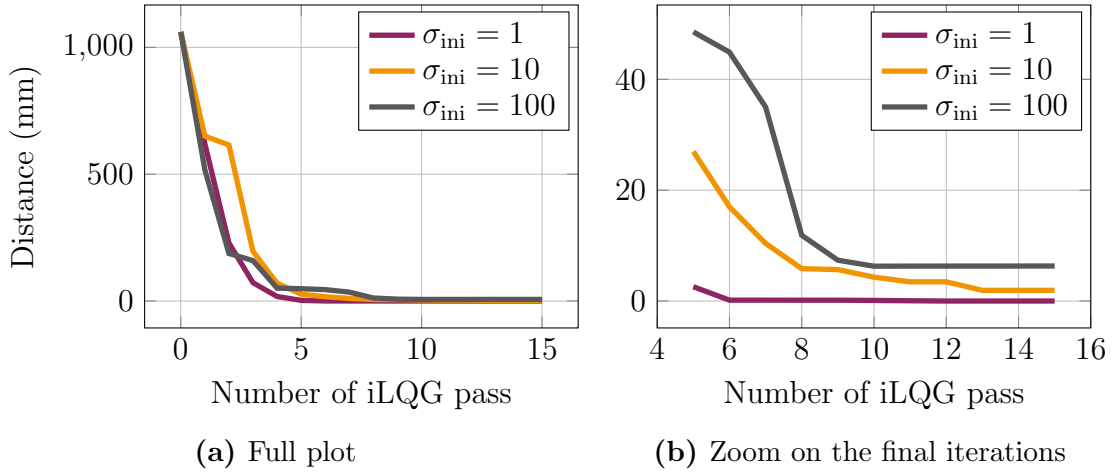 1,000
500
0
0
5
10
15
Distance (mm)
Number of iLQG pass
σini = 1
σini = 10
σini = 100
(a) Full plot
40
20
0
4
6
8
10
12
14
16
Number of iLQG pass
σini = 1
σini = 10
σini = 100
(b) Zoom on the final iterations